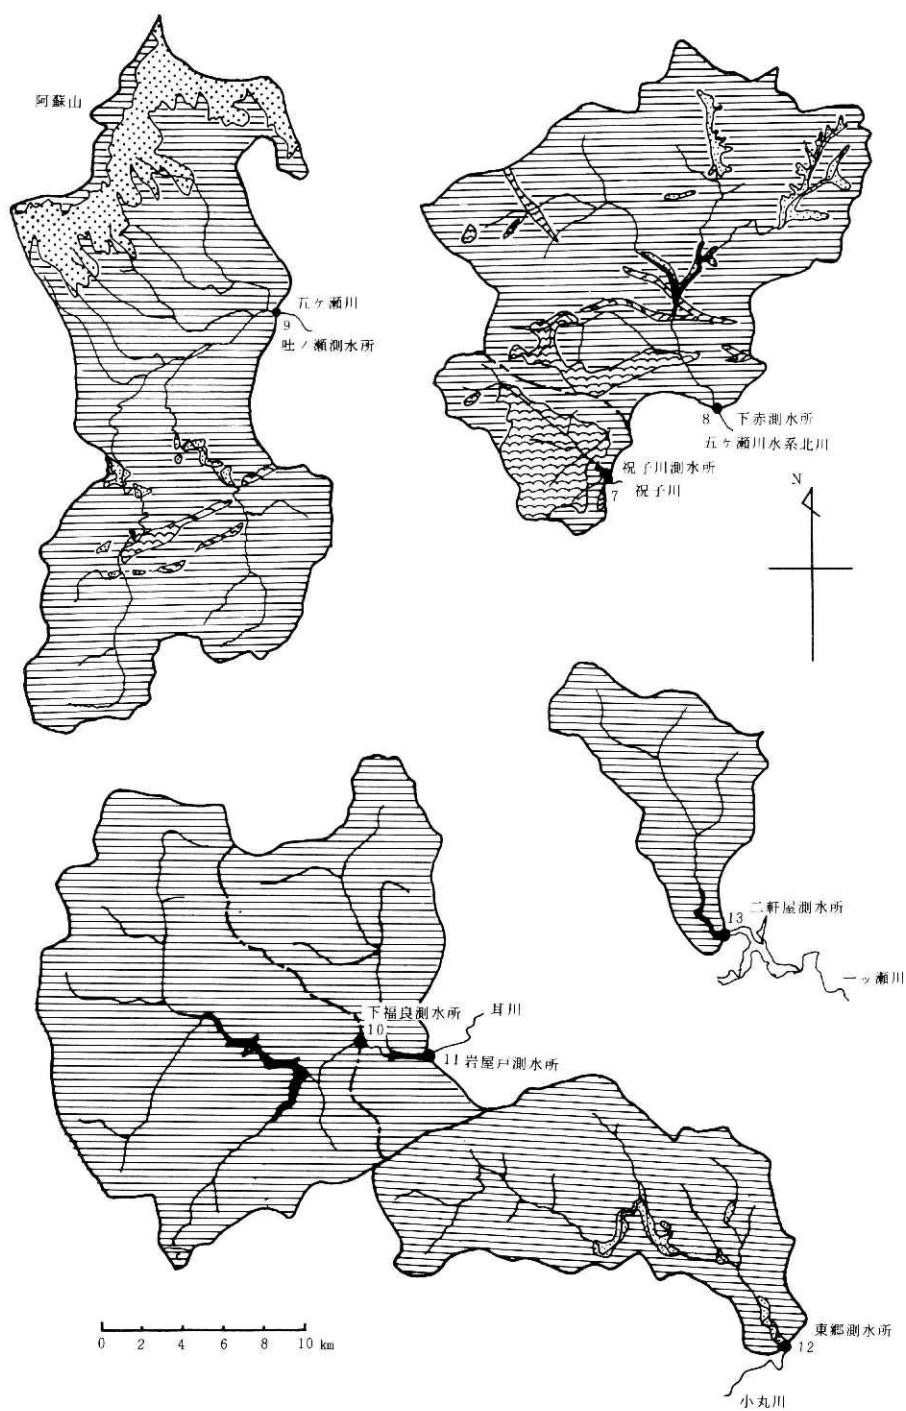 阿蘇山
五ヶ瀬川
9
吐ノ瀬測水所
8 下赤測水所
五ヶ瀬川水系北川
祝子川測水所
7 祝子川
N
二軒屋測水所
13
一ッ瀬川
下福良測水所
10
耳川
11 岩屋戸測水所
0 2 4 6 8 10 km
東郷測水所
12
小丸川